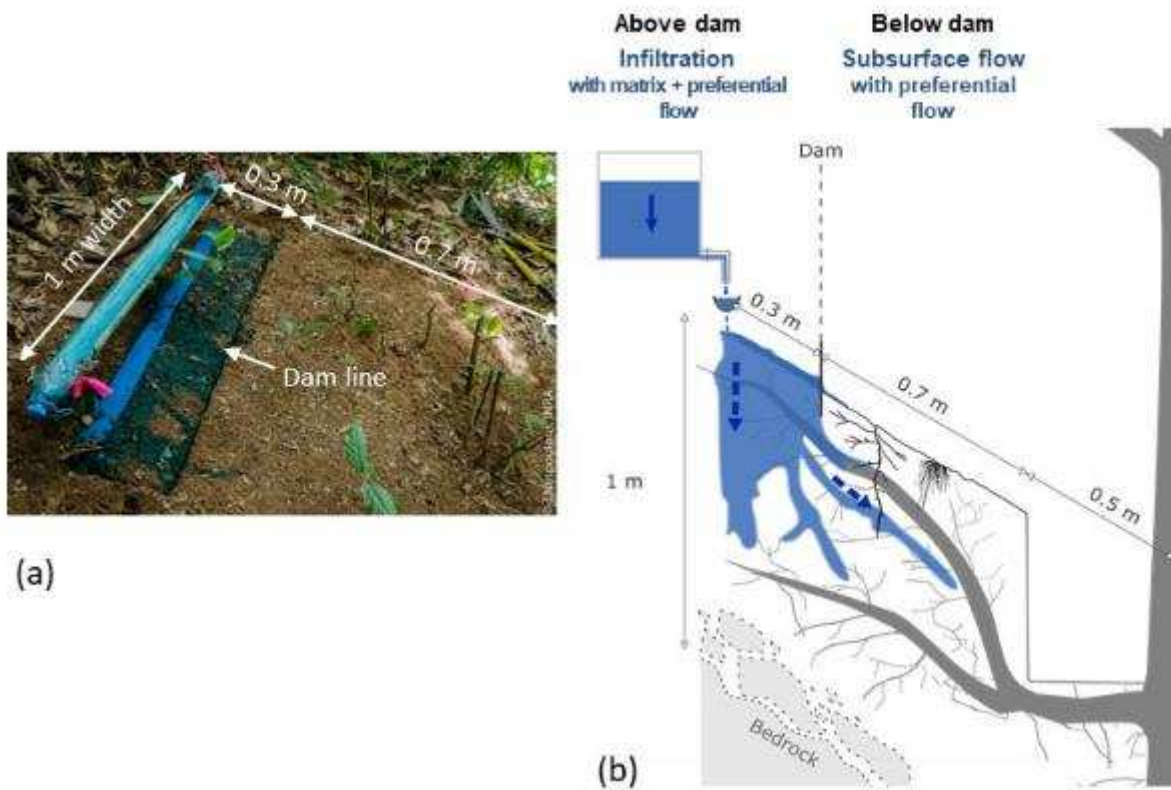 Above dam
Infiltration
with matrix + preferential
flow
Below dam
Subsurface flow
with preferential
flow
1 m width
0.3 m
0.7 m
Dam line
(a)
Dam
0.3 m
0.7 m
0.5 m
1 m
Bedrock
(b)